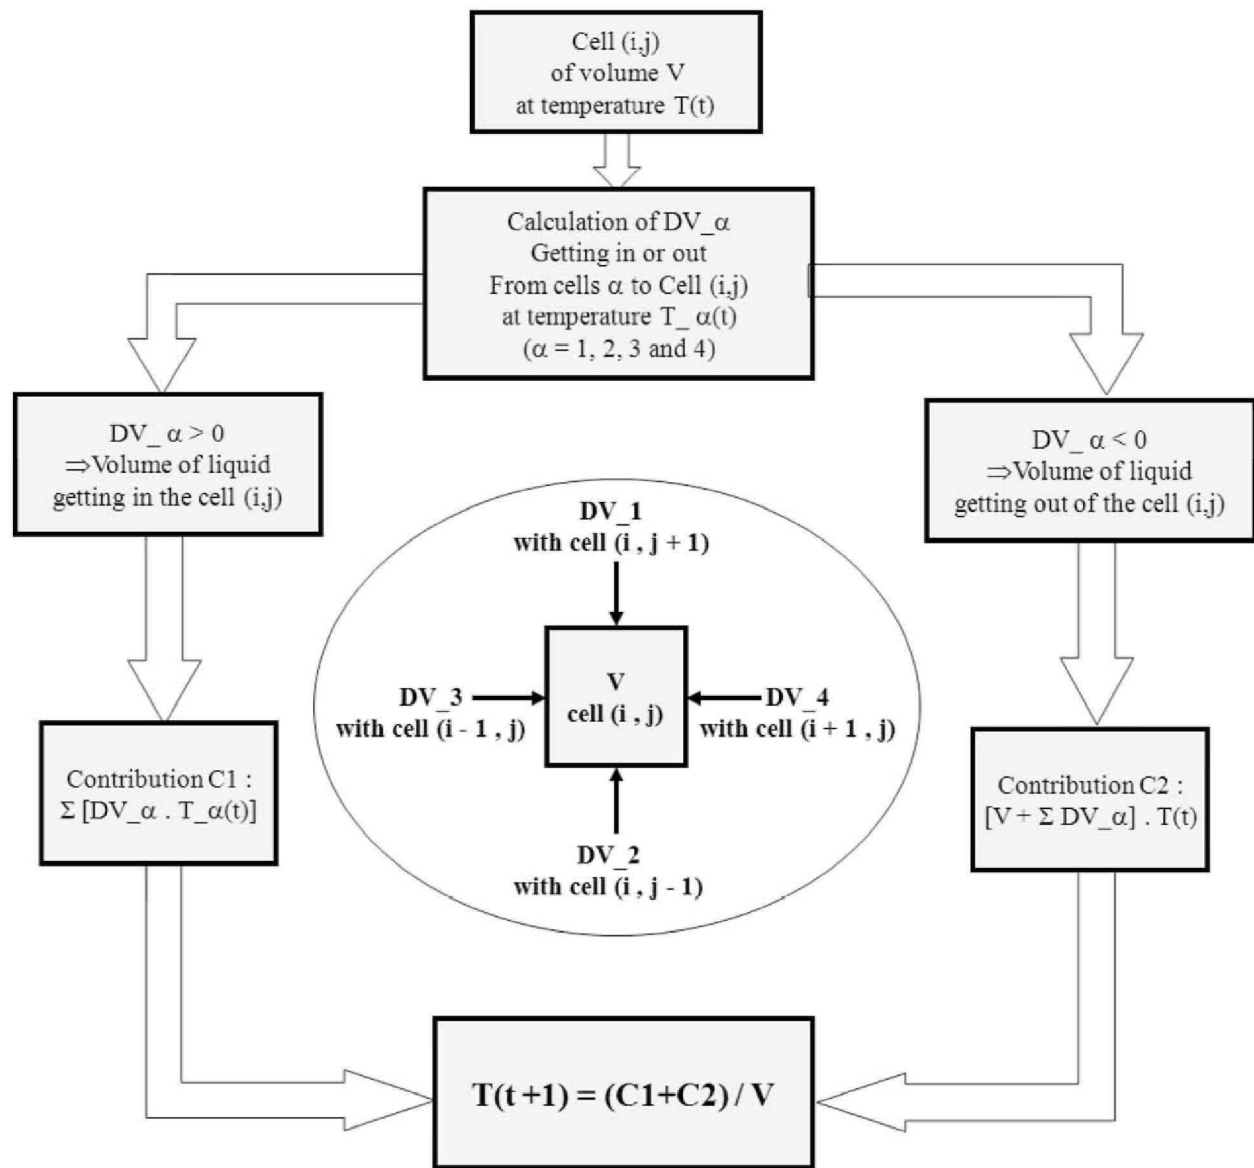 Cell (i,j)
of volume V
at temperature T(t)
Calculation of DV_α
Getting in or out
From cells α to Cell (i,j)
at temperature T_ α(t)
(α = 1, 2, 3 and 4)
DV_ α > 0
⇒Volume of liquid
getting in the cell (i,j)
DV_ α < 0
⇒Volume of liquid
getting out of the cell (i,j)
DV_1
with cell (i , j + 1)
DV_3
with cell (i - 1 , j)
V
cell (i , j)
DV_4
with cell (i + 1 , j)
DV_2
with cell (i , j - 1)
Contribution C1 :
Σ [DV_α . T_α(t)]
Contribution C2 :
[V + Σ DV_α] . T(t)
T(t +1) = (C1+C2) / V